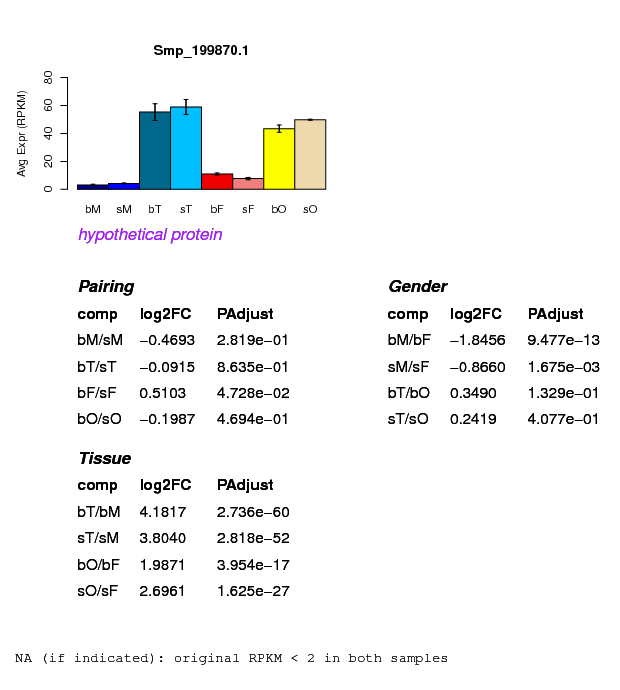 Smp_199870.1
Avg Expr (RPKM)
0 20 40 60 80
bM sM bT sT bF sF bO sO
hypothetical protein
Pairing
comp log2FC PAdjust
bM/sM −0.4693 2.819e−01
bT/sT −0.0915 8.635e−01
bF/sF 0.5103 4.728e−02
bO/sO −0.1987 4.694e−01
Gender
comp log2FC PAdjust
bM/bF −1.8456 9.477e−13
sM/sF −0.8660 1.675e−03
bT/bO 0.3490 1.329e−01
sT/sO 0.2419 4.077e−01
Tissue
comp log2FC PAdjust
bT/bM 4.1817 2.736e−60
sT/sM 3.8040 2.818e−52
bO/bF 1.9871 3.954e−17
sO/sF 2.6961 1.625e−27
NA (if indicated): original RPKM < 2 in both samples